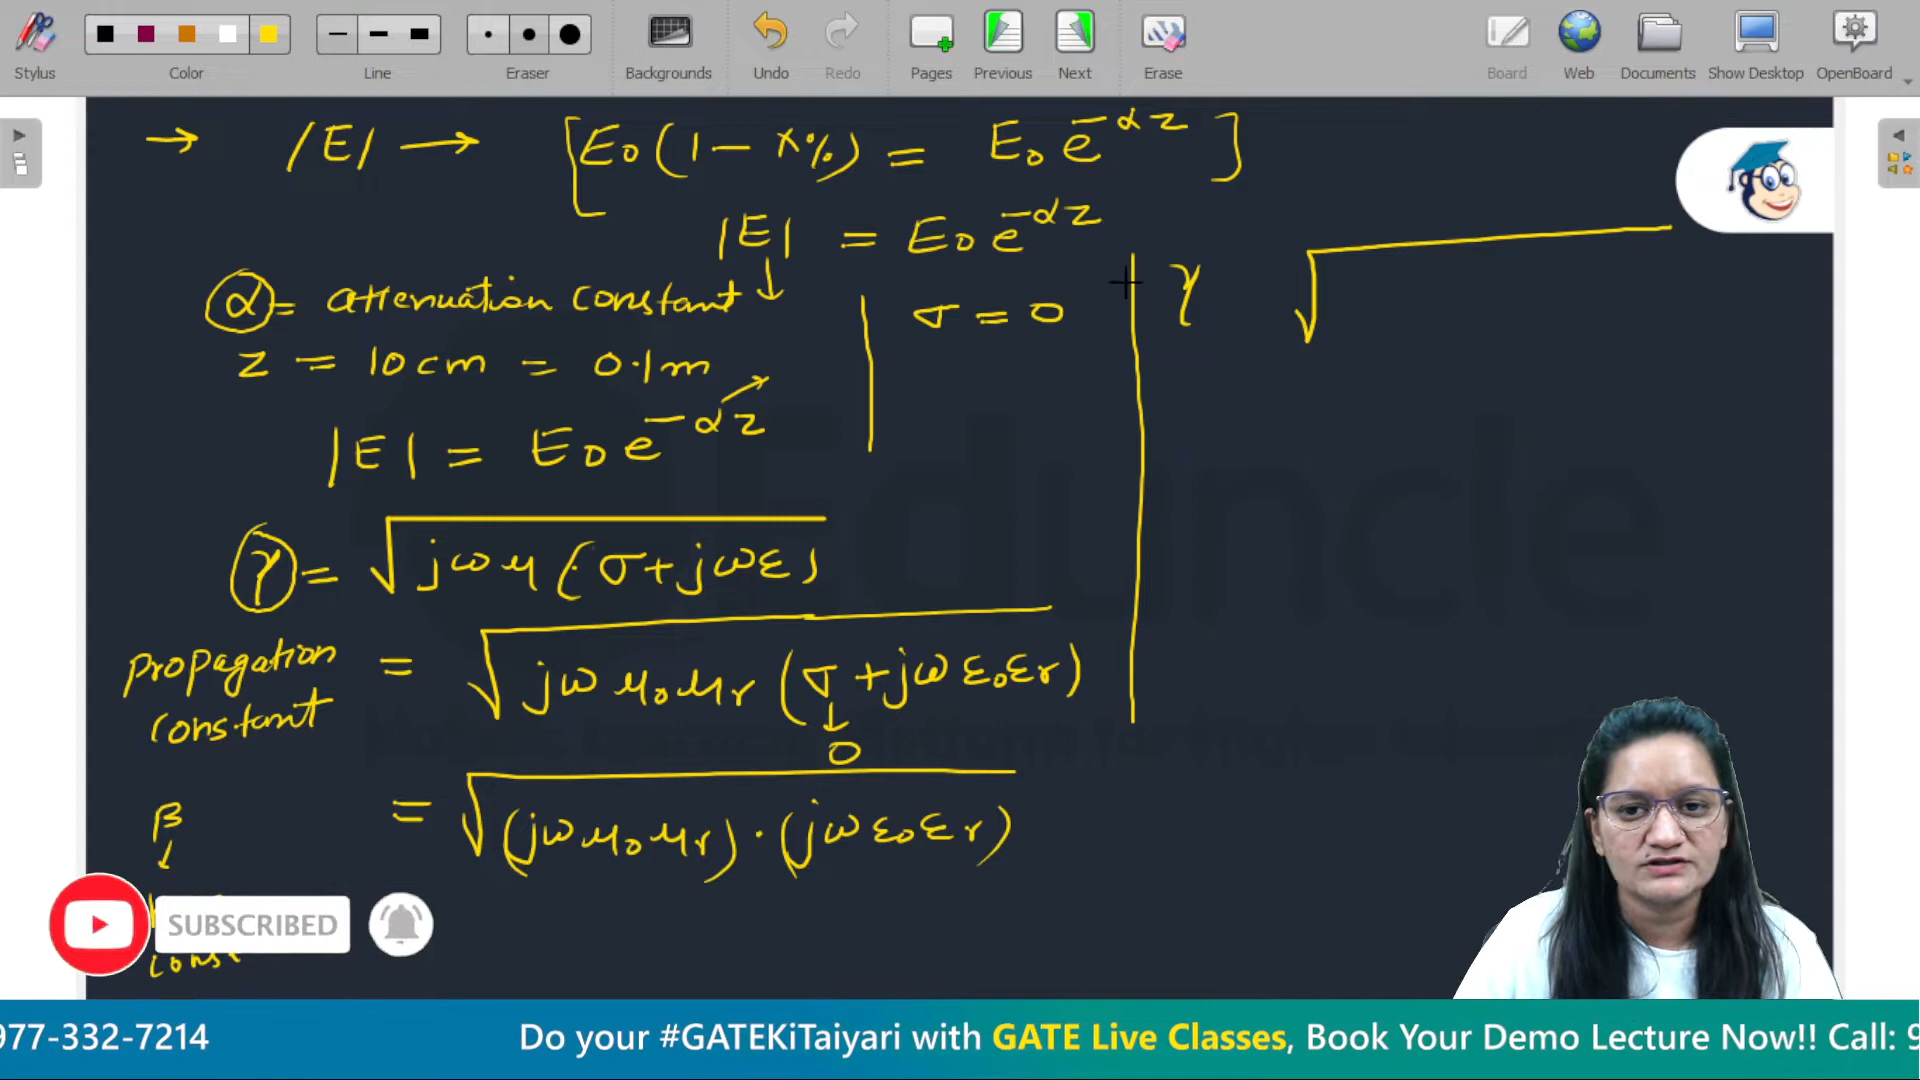 Stylus Color Line Eraser Backgrounds Undo Redo Pages Previous Next Erase Board Web Documents Show Desktop OpenBoard
→ |E| → [E₀(1 - x%) = E₀e^{-αz}]
|E| = E₀e^{-αz}
α = attenuation constant
σ = 0
γ √
z = 10cm = 0.1m
|E| = E₀e^{-αz}
γ = √jωμ(σ+jωε)
propagation constant
= √jωμ₀μr(σ+jωε₀εr)
0
β
= √(jωμ₀μr)·(jωε₀εr)
SUBSCRIBED
const
977-332-7214 Do your #GATEKiTaiyari with GATE Live Classes, Book Your Demo Lecture Now!! Call: 9